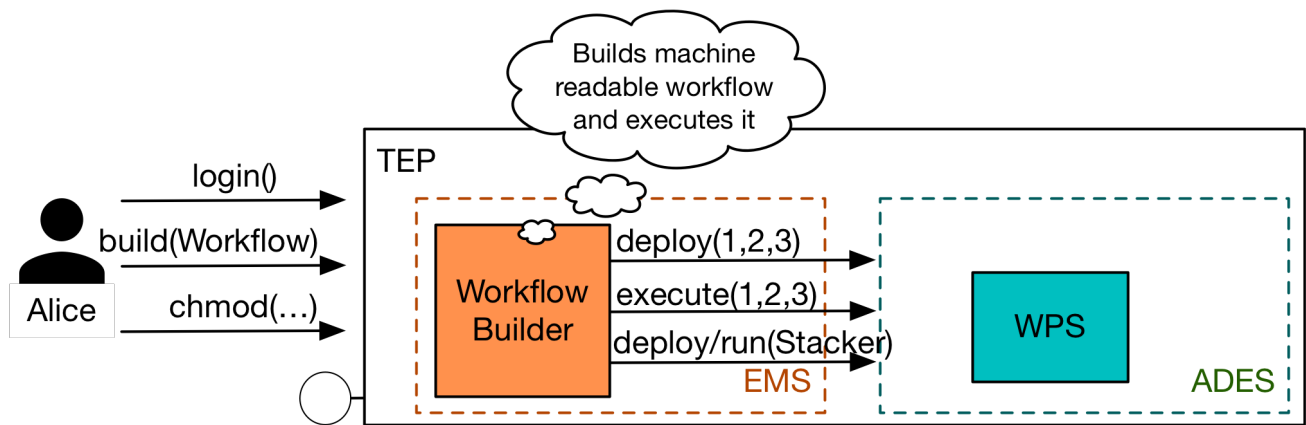 Builds machine
readable workflow
and executes it
TEP
login()
build(Workflow)
chmod(...)
Alice
Workflow
Builder
deploy(1,2,3)
execute(1,2,3)
deploy/run(Stacker)
EMS
WPS
ADES